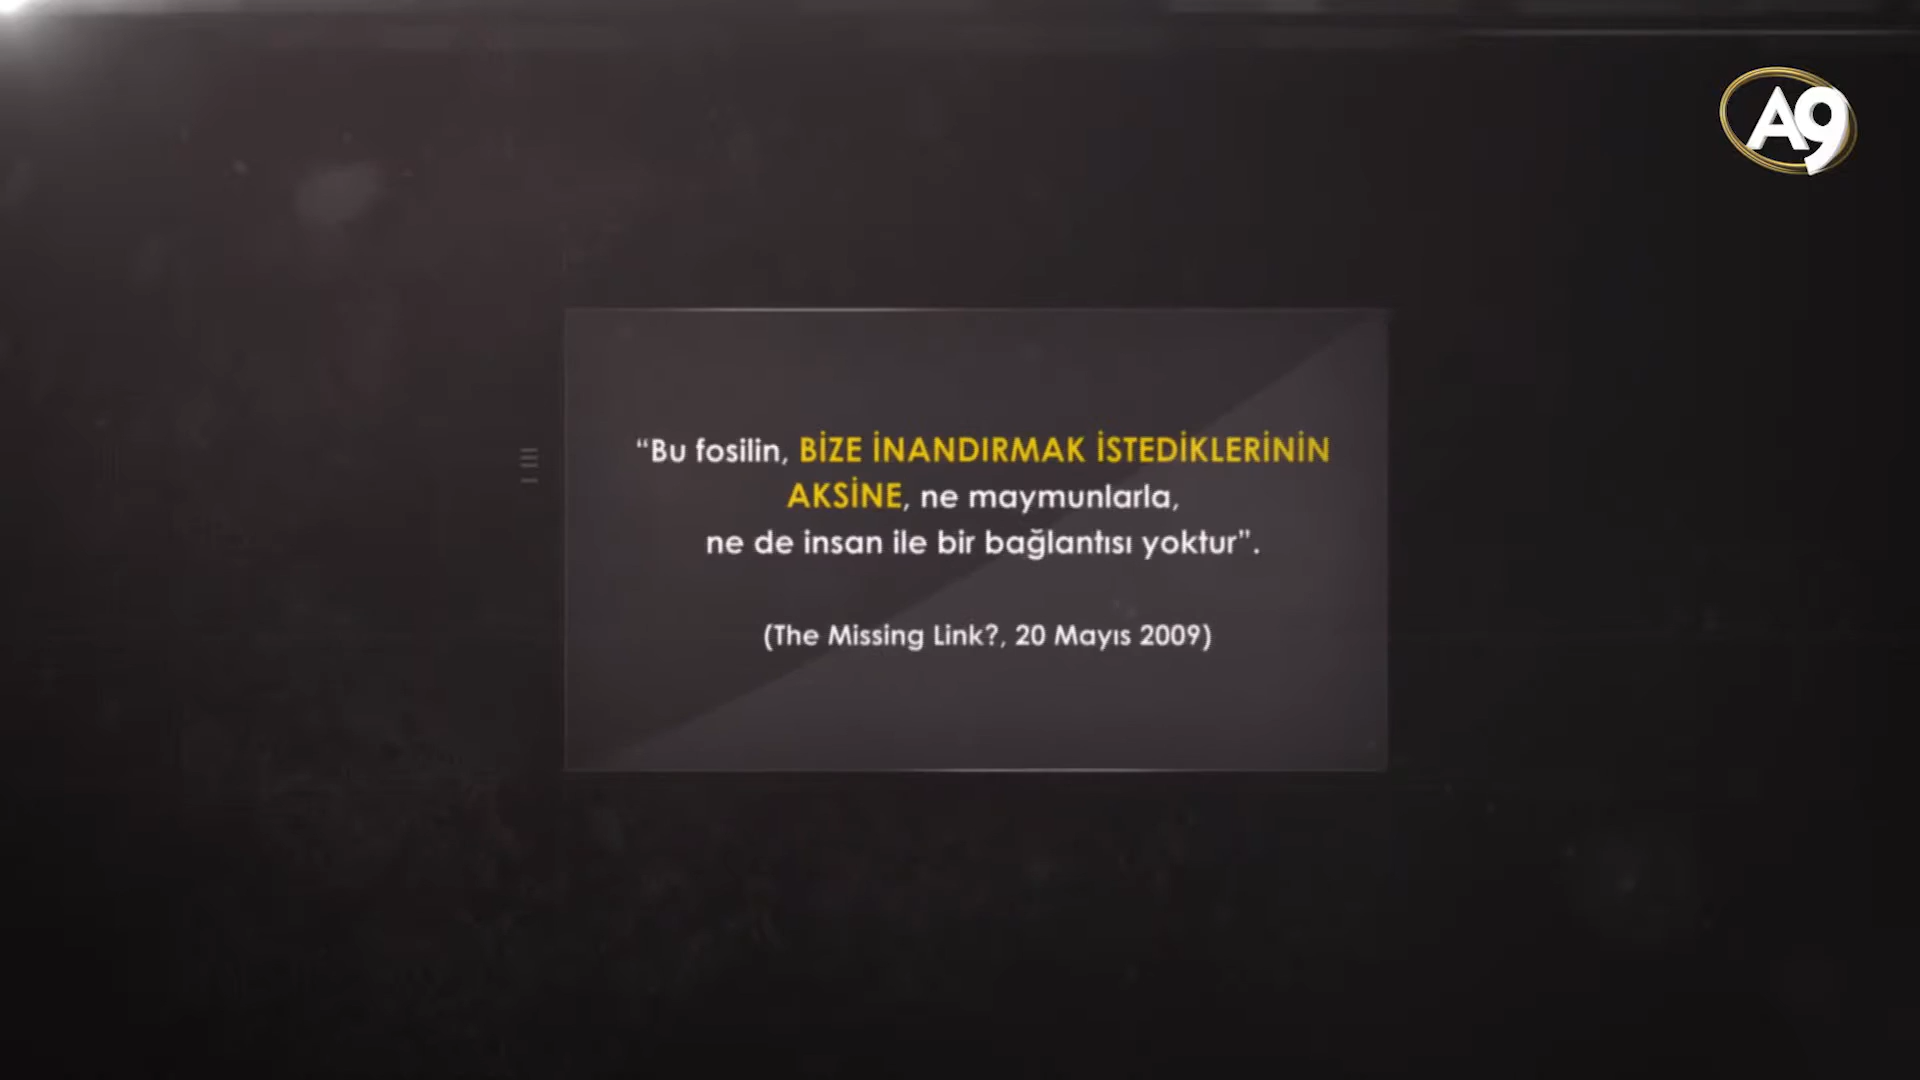 A9
“Bu fosilin, BİZE İNANDIRMAK İSTEDİKLERİNİN
AKSİNE, ne maymunlarla,
ne de insan ile bir bağlantısı yoktur”.
(The Missing Link?, 20 Mayıs 2009)